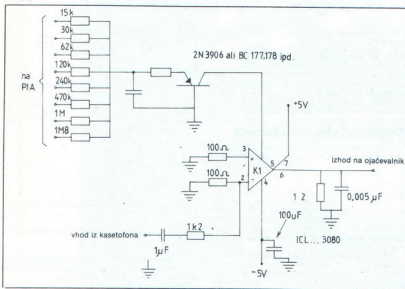 15k
30k
62k
120k
240k
470k
1M
1M8
na
PIA
2N3906 ali BC 177,178 ipd.
+5V
100Ω
3
+
K1
5
7
6
100Ω
2
-
4
izhod na ojačevalnik
1 2
0,005 μF
vhod iz kasetofona
1μF
1k2
100μF
ICL ... 3080
-5V